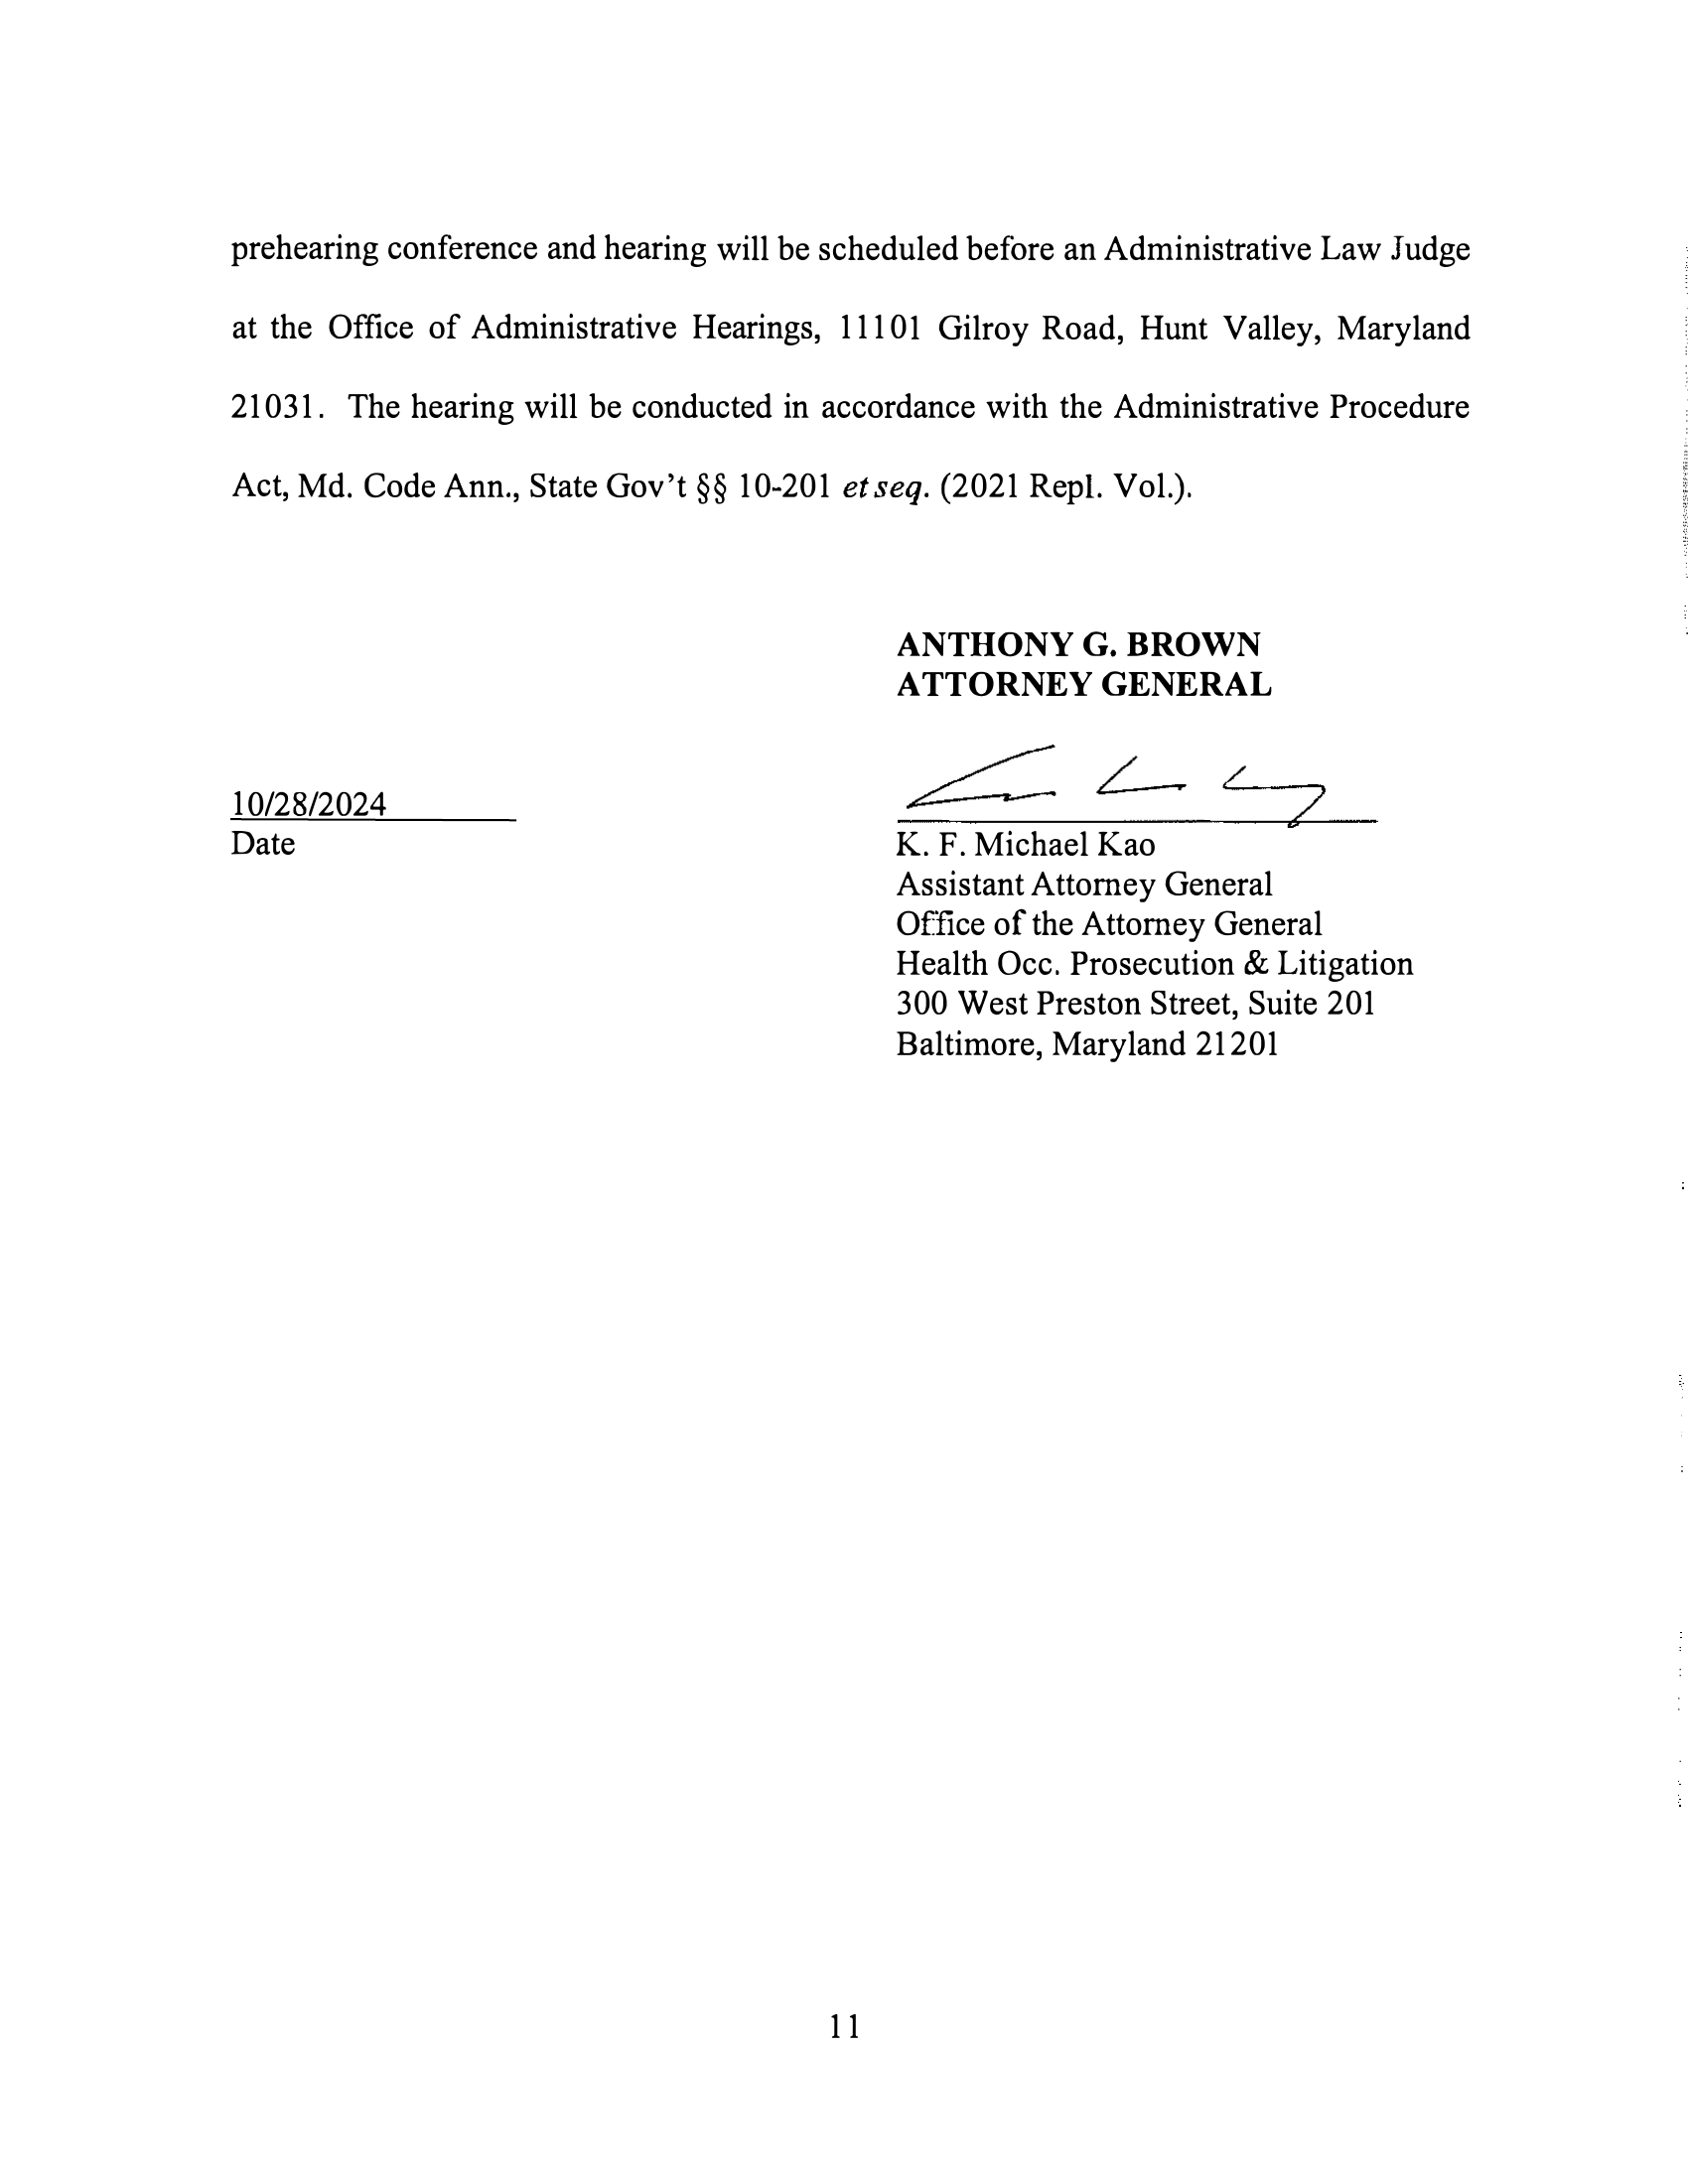 prehearing conference and hearing will be scheduled before an Administrative Law Judge
at the Office of Administrative Hearings, 11101 Gilroy Road, Hunt Valley, Maryland
21031. The hearing will be conducted in accordance with the Administrative Procedure
Act, Md. Code Ann., State Gov't §§ 10-201 et seq. (2021 Repl. Vol.).
ANTHONY G. BROWN
ATTORNEY GENERAL
10/28/2024
Date
K. F. Michael Kao
Assistant Attorney General
Office of the Attorney General
Health Occ. Prosecution & Litigation
300 West Preston Street, Suite 201
Baltimore, Maryland 21201
11